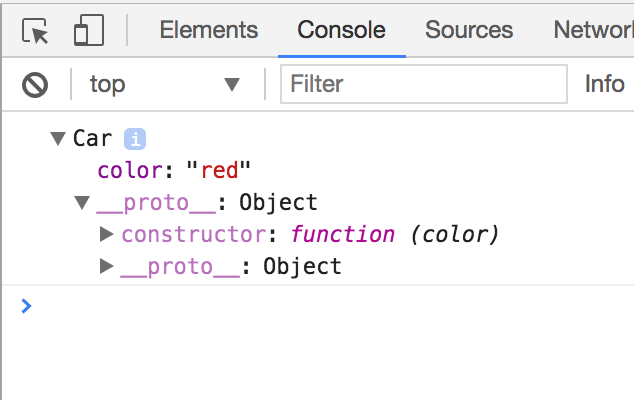 Elements Console Sources Network
top Filter Info
Car i
color: "red"
__proto__: Object
constructor: function (color)
__proto__: Object